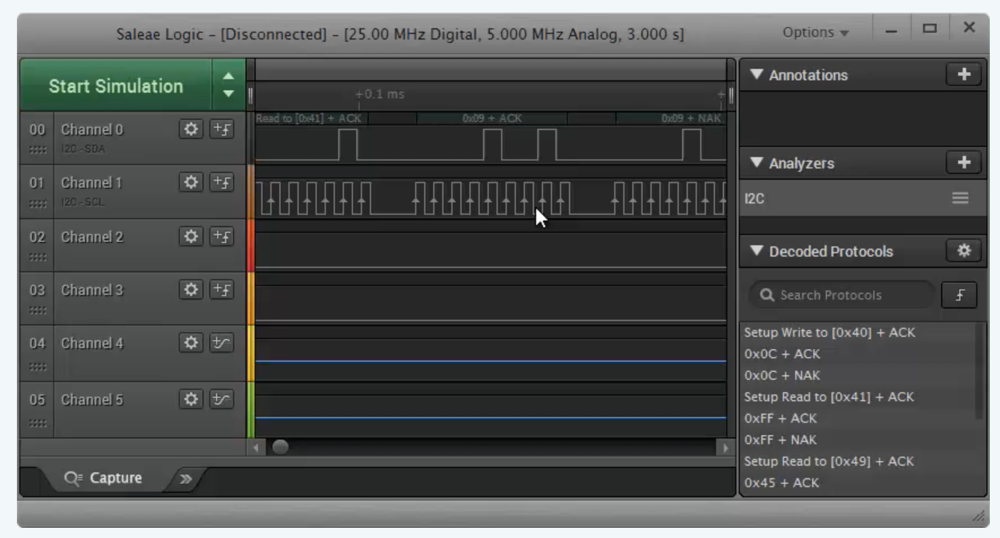 Saleae Logic - [Disconnected] - [25.00 MHz Digital, 5.000 MHz Analog, 3.000 s]
Options
Start Simulation
+0.1 ms
+
00 Channel 0
I2C - SDA
Read to [0x41] + ACK
0x09 + ACK
0x09 + NAK
01 Channel 1
I2C - SCL
02 Channel 2
03 Channel 3
04 Channel 4
05 Channel 5
Capture
Annotations
Analyzers
I2C
Decoded Protocols
Search Protocols
Setup Write to [0x40] + ACK
0x0C + ACK
0x0C + NAK
Setup Read to [0x41] + ACK
0xFF + ACK
0xFF + NAK
Setup Read to [0x49] + ACK
0x45 + ACK